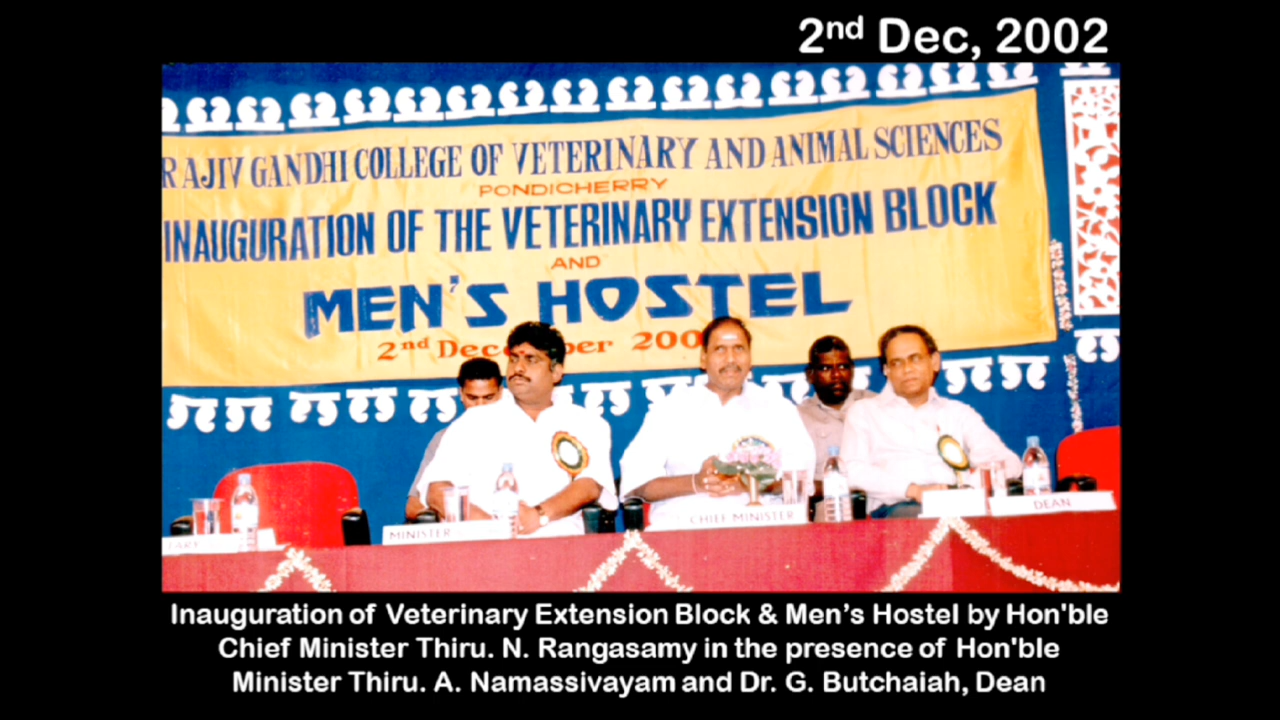 2nd Dec, 2002
RAJIV GANDHI COLLEGE OF VETERINARY AND ANIMAL SCIENCES
PONDICHERRY
INAUGURATION OF THE VETERINARY EXTENSION BLOCK
AND
MEN'S HOSTEL
2nd
MINISTER
CHIEF MINISTER
DEAN
Inauguration of Veterinary Extension Block & Men’s Hostel by Hon'ble
Chief Minister Thiru. N. Rangasamy in the presence of Hon'ble
Minister Thiru. A. Namassivayam and Dr. G. Butchaiah, Dean